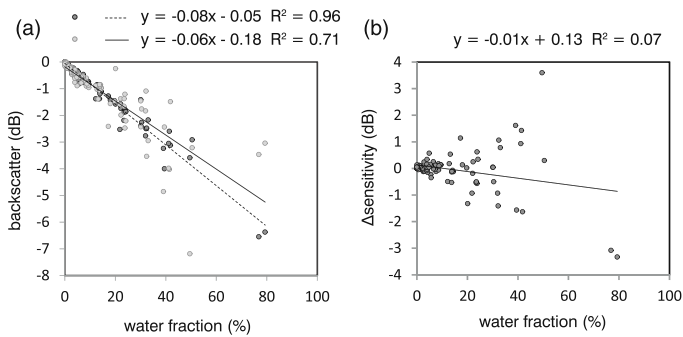 (a)
y = -0.08x - 0.05 R² = 0.96
y = -0.06x - 0.18 R² = 0.71
backscatter (dB)
0
-1
-2
-3
-4
-5
-6
-7
-8
0 20 40 60 80 100
water fraction (%)
(b)
y = -0.01x + 0.13 R² = 0.07
Δsensitivity (dB)
4
3
2
1
0
-1
-2
-3
-4
0 20 40 60 80 100
water fraction (%)